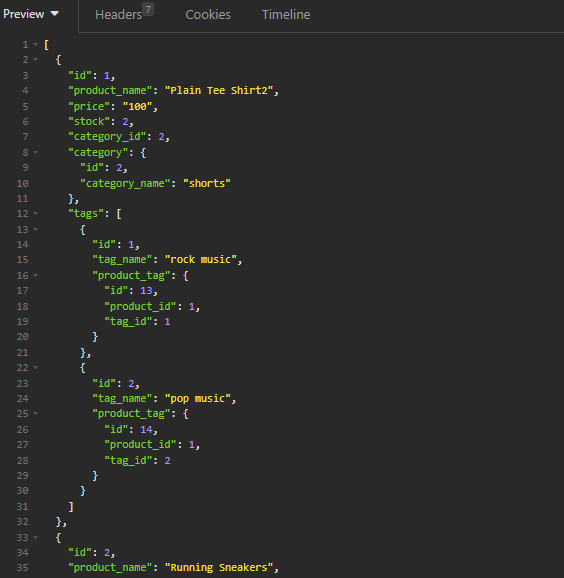 Preview Headers 7 Cookies Timeline
1 [
2 {
3 "id": 1,
4 "product_name": "Plain Tee Shirt2",
5 "price": "100",
6 "stock": 2,
7 "category_id": 2,
8 "category": {
9 "id": 2,
10 "category_name": "shorts"
11 },
12 "tags": [
13 {
14 "id": 1,
15 "tag_name": "rock music",
16 "product_tag": {
17 "id": 13,
18 "product_id": 1,
19 "tag_id": 1
20 }
21 },
22 {
23 "id": 2,
24 "tag_name": "pop music",
25 "product_tag": {
26 "id": 14,
27 "product_id": 1,
28 "tag_id": 2
29 }
30 }
31 ]
32 },
33 {
34 "id": 2,
35 "product_name": "Running Sneakers",